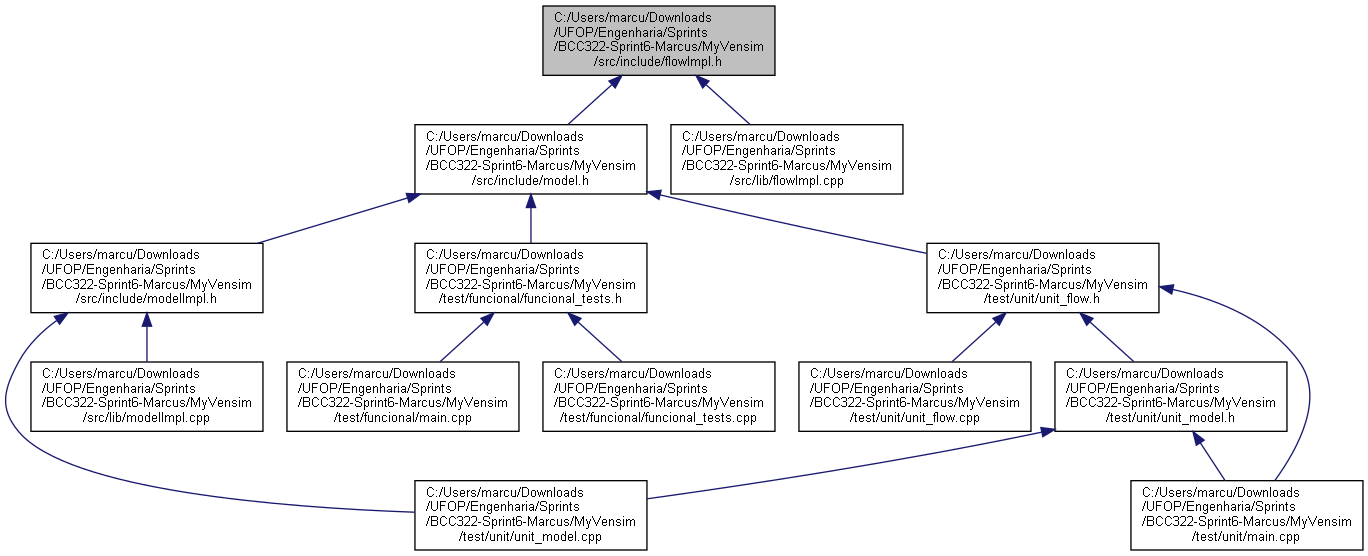 C:/Users/marcu/Downloads
/UFOP/Engenharia/Sprints
/BCC322-Sprint6-Marcus/MyVensim
/src/include/flowImpl.h
C:/Users/marcu/Downloads
/UFOP/Engenharia/Sprints
/BCC322-Sprint6-Marcus/MyVensim
/src/include/model.h
C:/Users/marcu/Downloads
/UFOP/Engenharia/Sprints
/BCC322-Sprint6-Marcus/MyVensim
/src/lib/flowImpl.cpp
C:/Users/marcu/Downloads
/UFOP/Engenharia/Sprints
/BCC322-Sprint6-Marcus/MyVensim
/src/include/modelImpl.h
C:/Users/marcu/Downloads
/UFOP/Engenharia/Sprints
/BCC322-Sprint6-Marcus/MyVensim
/test/funcional/funcional_tests.h
C:/Users/marcu/Downloads
/UFOP/Engenharia/Sprints
/BCC322-Sprint6-Marcus/MyVensim
/test/unit/unit_flow.h
C:/Users/marcu/Downloads
/UFOP/Engenharia/Sprints
/BCC322-Sprint6-Marcus/MyVensim
/src/lib/modelImpl.cpp
C:/Users/marcu/Downloads
/UFOP/Engenharia/Sprints
/BCC322-Sprint6-Marcus/MyVensim
/test/funcional/main.cpp
C:/Users/marcu/Downloads
/UFOP/Engenharia/Sprints
/BCC322-Sprint6-Marcus/MyVensim
/test/funcional/funcional_tests.cpp
C:/Users/marcu/Downloads
/UFOP/Engenharia/Sprints
/BCC322-Sprint6-Marcus/MyVensim
/test/unit/unit_flow.cpp
C:/Users/marcu/Downloads
/UFOP/Engenharia/Sprints
/BCC322-Sprint6-Marcus/MyVensim
/test/unit/unit_model.h
C:/Users/marcu/Downloads
/UFOP/Engenharia/Sprints
/BCC322-Sprint6-Marcus/MyVensim
/test/unit/unit_model.cpp
C:/Users/marcu/Downloads
/UFOP/Engenharia/Sprints
/BCC322-Sprint6-Marcus/MyVensim
/test/unit/main.cpp